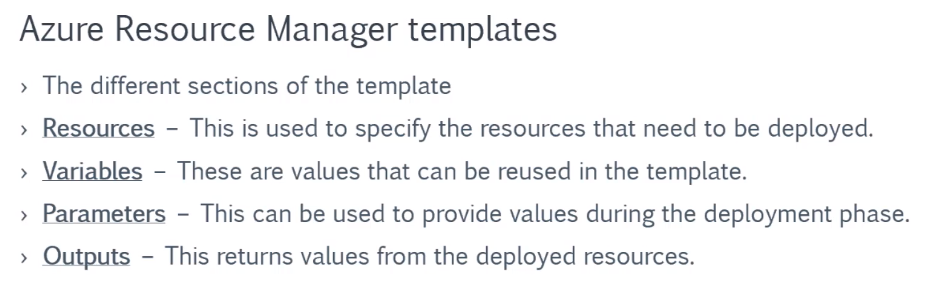 Azure Resource Manager templates
› The different sections of the template
› Resources – This is used to specify the resources that need to be deployed.
› Variables – These are values that can be reused in the template.
› Parameters – This can be used to provide values during the deployment phase.
› Outputs – This returns values from the deployed resources.